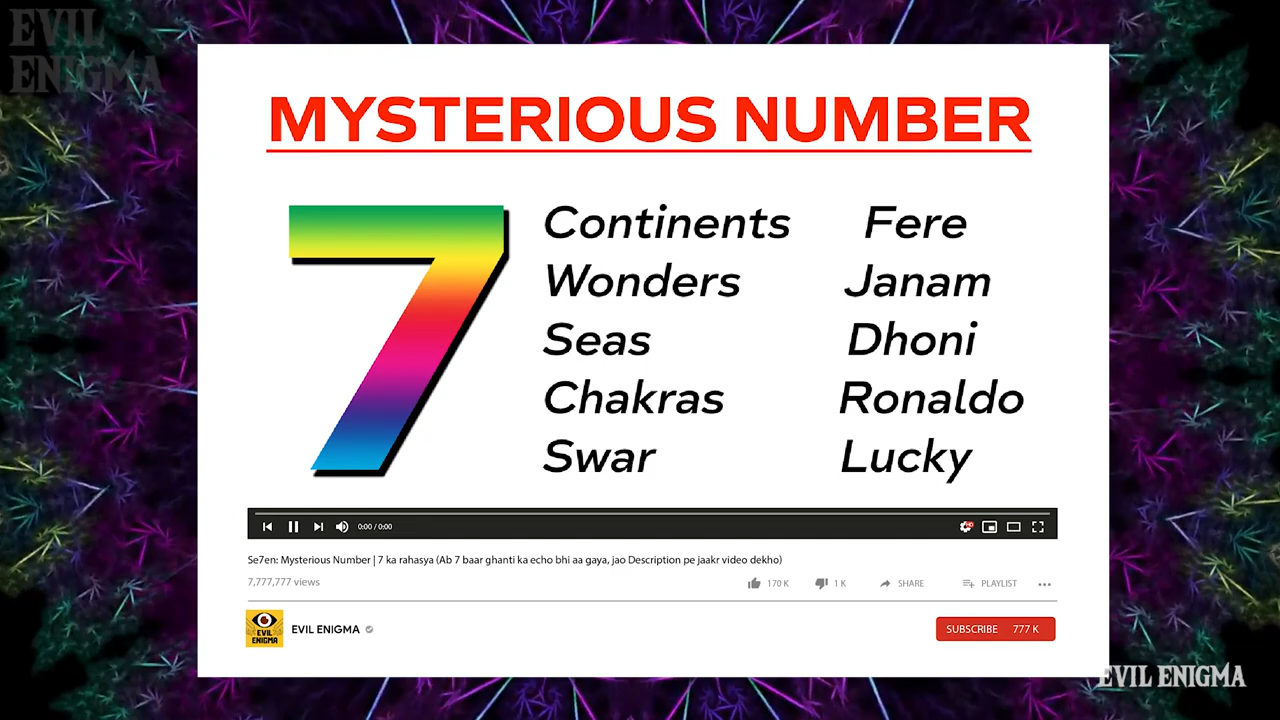 EVIL
ENIGMA
MYSTERIOUS NUMBER
7
Continents Fere
Wonders Janam
Seas Dhoni
Chakras Ronaldo
Swar Lucky
0:00 / 0:00
HD
Se7en: Mysterious Number | 7 ka rahasya (Ab 7 baar ghanti ka echo bhi aa gaya, jao Description pe jaakr video dekho)
7,777,777 views
170 K 1 K SHARE PLAYLIST
EVIL
ENIGMA
EVIL ENIGMA
SUBSCRIBE 777 K
EVIL ENIGMA